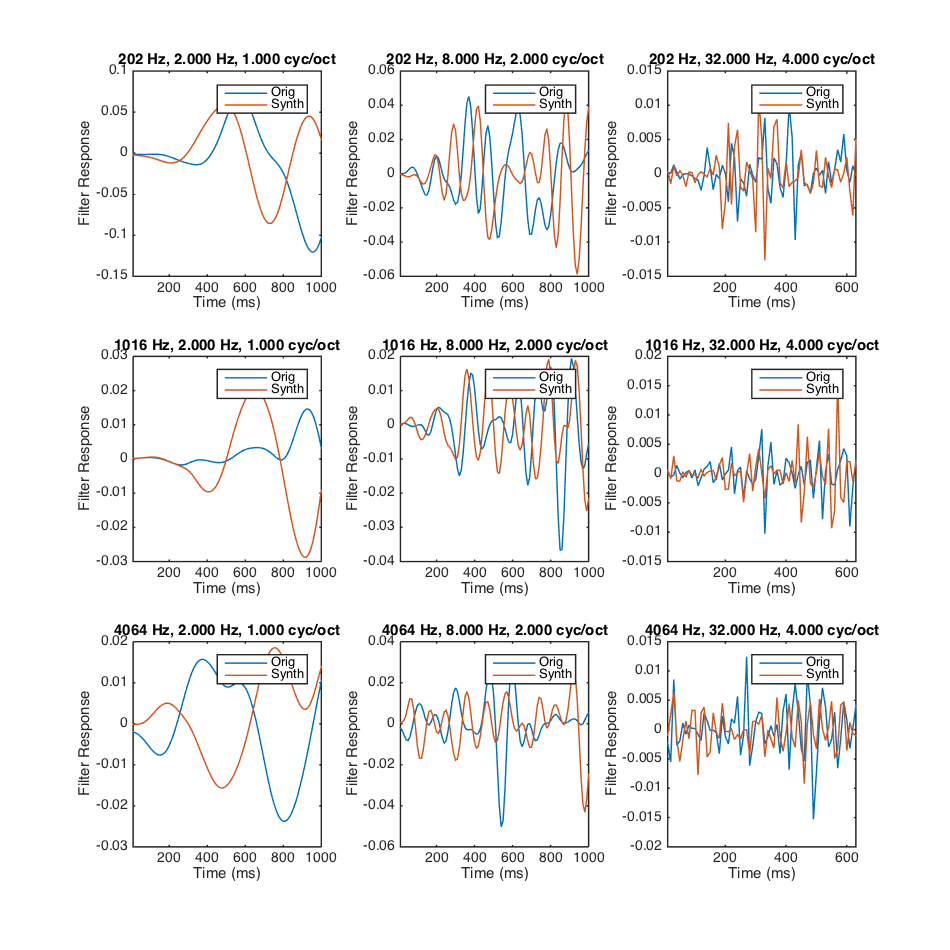 202 Hz, 2.000 Hz, 1.000 cyc/oct
0.1
0.05
0
-0.05
-0.1
-0.15
Filter Response
Orig
Synth
200 400 600 800 1000
Time (ms)
202 Hz, 8.000 Hz, 2.000 cyc/oct
0.06
0.04
0.02
0
-0.02
-0.04
-0.06
Filter Response
Orig
Synth
200 400 600 800 1000
Time (ms)
202 Hz, 32.000 Hz, 4.000 cyc/oct
0.015
0.01
0.005
0
-0.005
-0.01
-0.015
Filter Response
Orig
Synth
200 400 600
Time (ms)
1016 Hz, 2.000 Hz, 1.000 cyc/oct
0.03
0.02
0.01
0
-0.01
-0.02
-0.03
Filter Response
Orig
Synth
200 400 600 800 1000
Time (ms)
1016 Hz, 8.000 Hz, 2.000 cyc/oct
0.02
0.01
0
-0.01
-0.02
-0.03
-0.04
Filter Response
Orig
Synth
200 400 600 800 1000
Time (ms)
1016 Hz, 32.000 Hz, 4.000 cyc/oct
0.02
0.015
0.01
0.005
0
-0.005
-0.01
-0.015
Filter Response
Orig
Synth
200 400 600
Time (ms)
4064 Hz, 2.000 Hz, 1.000 cyc/oct
0.02
0.01
0
-0.01
-0.02
-0.03
Filter Response
Orig
Synth
200 400 600 800 1000
Time (ms)
4064 Hz, 8.000 Hz, 2.000 cyc/oct
0.04
0.02
0
-0.02
-0.04
-0.06
Filter Response
Orig
Synth
200 400 600 800 1000
Time (ms)
4064 Hz, 32.000 Hz, 4.000 cyc/oct
0.015
0.01
0.005
0
-0.005
-0.01
-0.015
-0.02
Filter Response
Orig
Synth
200 400 600
Time (ms)